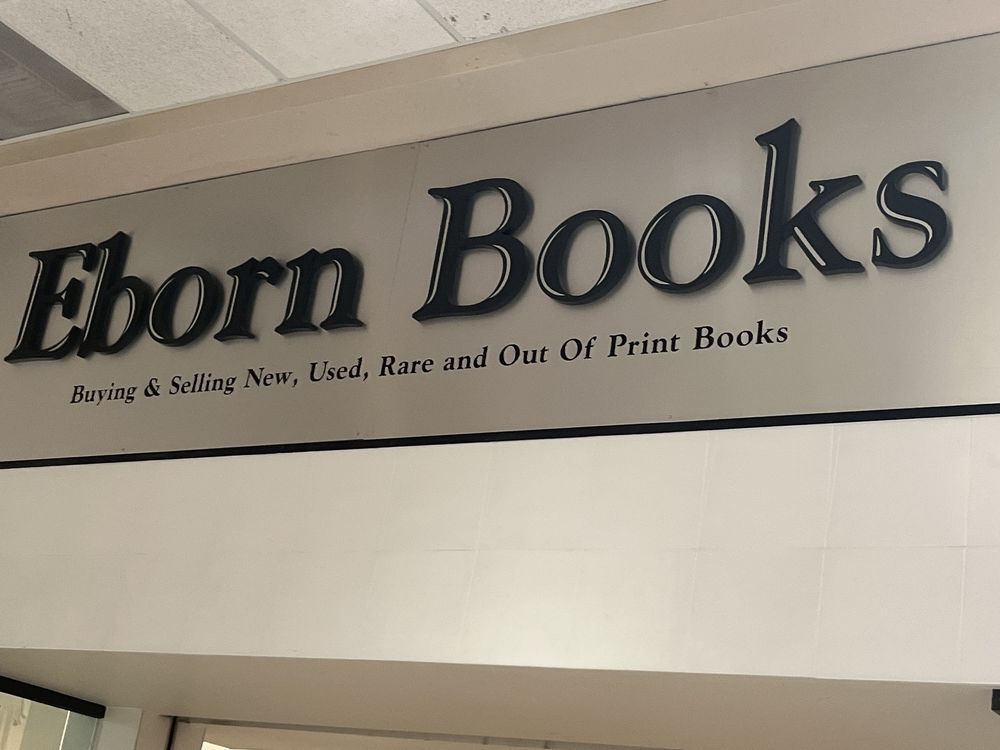 Eborn Books
Buying & Selling New, Used, Rare and Out Of Print Books